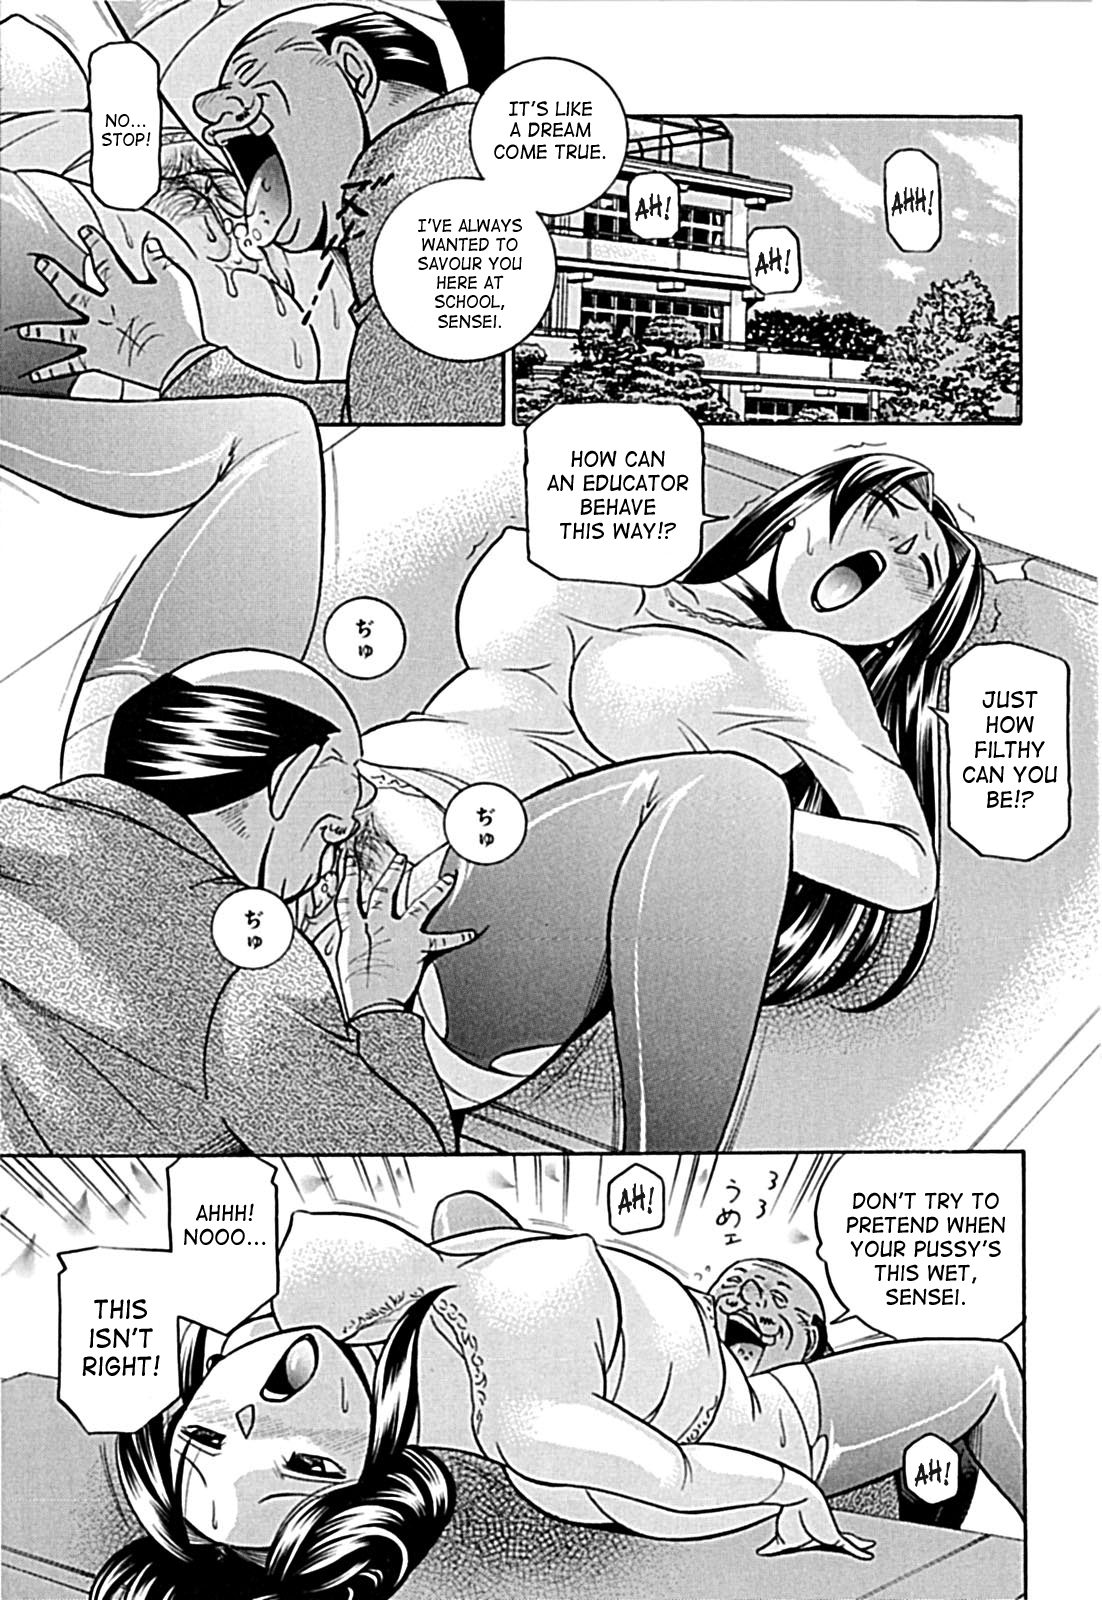 AHH!
AH!
AH!
IT'S LIKE
A DREAM
COME TRUE.
I'VE ALWAYS
WANTED TO
SAVOUR YOU
HERE AT
SCHOOL,
SENSEI.
NO...
STOP!
HOW CAN
AN EDUCATOR
BEHAVE
THIS WAY!?
JUST
HOW
FILTHY
CAN YOU
BE!?
ぢゅ
ぢゅ
ぢゅ
DON'T TRY TO
PRETEND WHEN
YOUR PUSSY'S
THIS WET,
SENSEI.
うめェ
AH!
AHHH!
NOOO...
THIS
ISN'T
RIGHT!
AH!